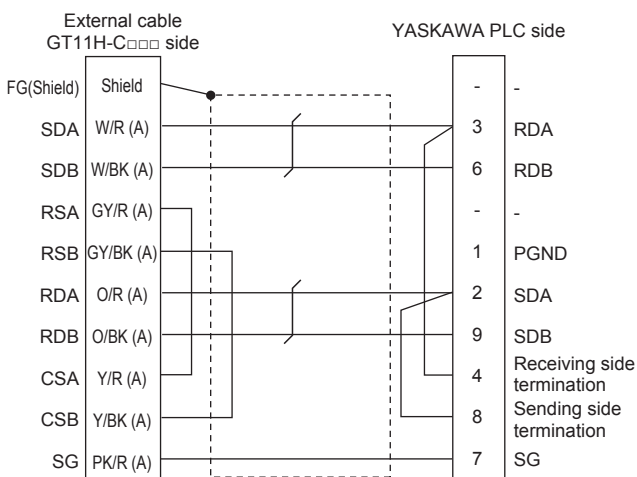 External cable
GT11H-C□□□ side
YASKAWA PLC side
FG(Shield) Shield - -
SDA W/R (A) 3 RDA
SDB W/BK (A) 6 RDB
RSA GY/R (A) - -
RSB GY/BK (A) 1 PGND
RDA O/R (A) 2 SDA
RDB O/BK (A) 9 SDB
CSA Y/R (A) 4 Receiving side
termination
CSB Y/BK (A) 8 Sending side
termination
SG PK/R (A) 7 SG